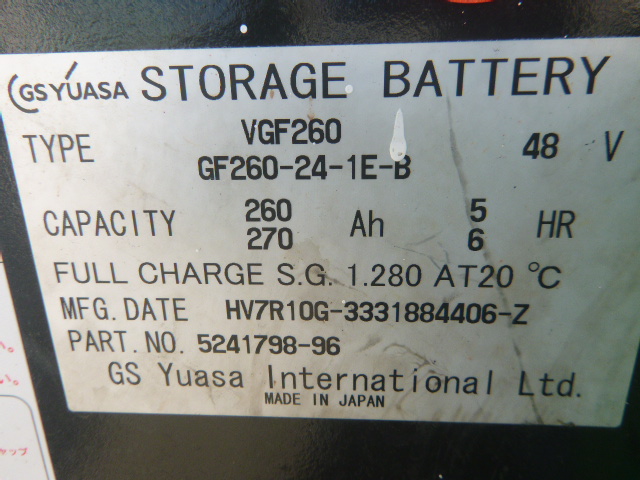 GS YUASA STORAGE BATTERY
TYPE VGF260 48 V
GF260-24-1E-B
CAPACITY 260 Ah 5 HR
270 6
FULL CHARGE S.G. 1.280 AT20 ℃
MFG. DATE HV7R10G-3331884406-Z
PART. NO. 5241798-96
GS Yuasa International Ltd.
MADE IN JAPAN